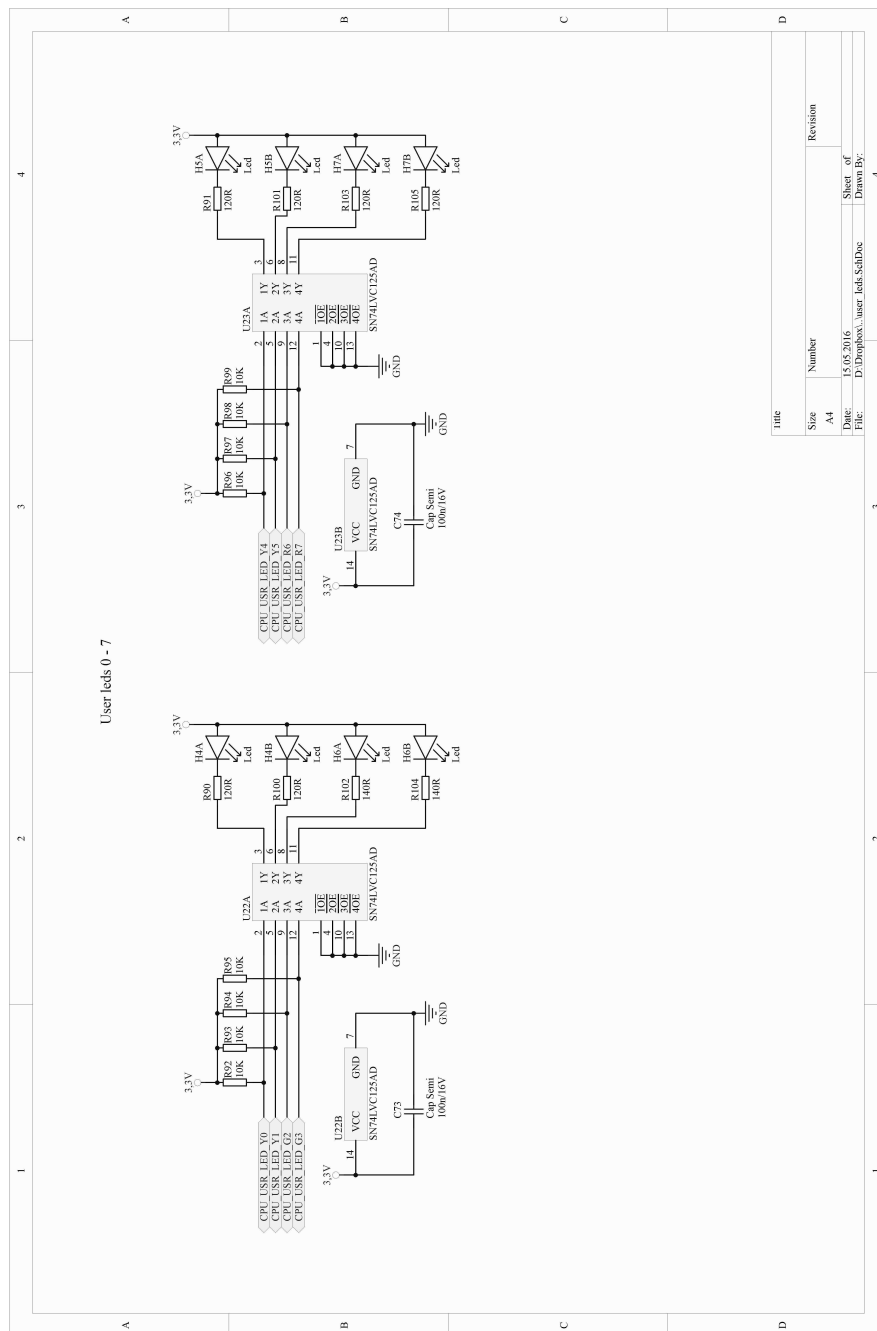 User leds 0 - 7
1
2
3
4
A
B
C
D
3,3V
R92
10K
R93
10K
R94
10K
R95
10K
CPU_USR_LED_Y0
CPU_USR_LED_Y1
CPU_USR_LED_G2
CPU_USR_LED_G3
U22A
2 1A 1Y 3
5 2A 2Y 6
9 3A 3Y 8
12 4A 4Y 11
1 1OE
4 2OE
10 3OE
13 4OE
SN74LVC125AD
GND
3,3V
R90
120R
H4A
Led
R100
120R
H4B
Led
R102
140R
H6A
Led
R104
140R
H6B
Led
3,3V
U22B
14 VCC GND 7
SN74LVC125AD
C73
Cap Semi
100n/16V
GND
3,3V
R96
10K
R97
10K
R98
10K
R99
10K
CPU_USR_LED_Y4
CPU_USR_LED_Y5
CPU_USR_LED_R6
CPU_USR_LED_R7
U23A
2 1A 1Y 3
5 2A 2Y 6
9 3A 3Y 8
12 4A 4Y 11
1 1OE
4 2OE
10 3OE
13 4OE
SN74LVC125AD
GND
3,3V
R91
120R
H5A
Led
R101
120R
H5B
Led
R103
120R
H7A
Led
R105
120R
H7B
Led
3,3V
U23B
14 VCC GND 7
SN74LVC125AD
C74
Cap Semi
100n/16V
GND
Title
Size Number Revision
A4
Date: 15.05.2016 Sheet of
File: D:\Dropbox\..\user_leds.SchDoc Drawn By:
1
2
3
4
A
B
C
D